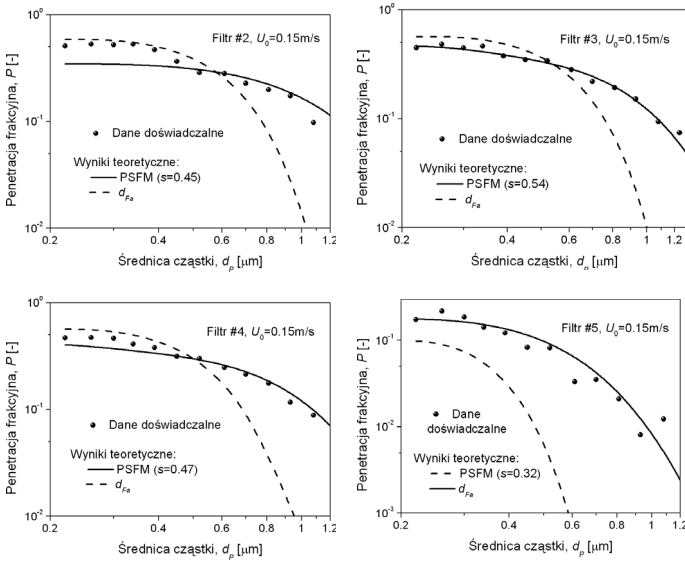 Filtr #2, U0=0.15m/s
Penetracja frakcyjna, P [-]
10^0
10^-1
10^-2
Dane doświadczalne
Wyniki teoretyczne:
PSFM (s=0.45)
dFa
0.2 0.4 0.6 0.8 1 1.2
Średnica cząstki, dp [µm]
Filtr #3, U0=0.15m/s
Penetracja frakcyjna, P [-]
10^0
10^-1
10^-2
Dane doświadczalne
Wyniki teoretyczne:
PSFM (s=0.54)
dFa
0.2 0.4 0.6 0.8 1 1.2
Średnica cząstki, dp [µm]
Filtr #4, U0=0.15m/s
Penetracja frakcyjna, P [-]
10^0
10^-1
10^-2
Dane doświadczalne
Wyniki teoretyczne:
PSFM (s=0.47)
dFa
0.2 0.4 0.6 0.8 1 1.2
Średnica cząstki, dp [µm]
Filtr #5, U0=0.15m/s
Penetracja frakcyjna, P [-]
10^-1
10^-2
10^-3
Dane
doświadczalne
Wyniki teoretyczne:
PSFM (s=0.32)
dFa
0.2 0.4 0.6 0.8 1 1.2
Średnica cząstki, dp [µm]